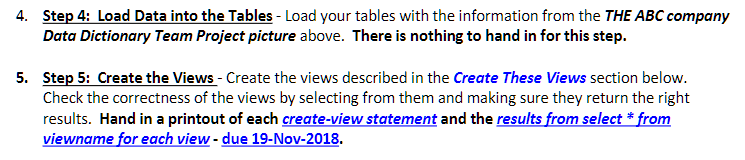 4. Step 4: Load Data into the Tables - Load your tables with the information from the THE ABC company
Data Dictionary Team Project picture above. There is nothing to hand in for this step.
5. Step 5: Create the Views - Create the views described in the Create These Views section below.
Check the correctness of the views by selecting from them and making sure they return the right
results. Hand in a printout of each create-view statement and the results from select * from
viewname for each view - due 19-Nov-2018.